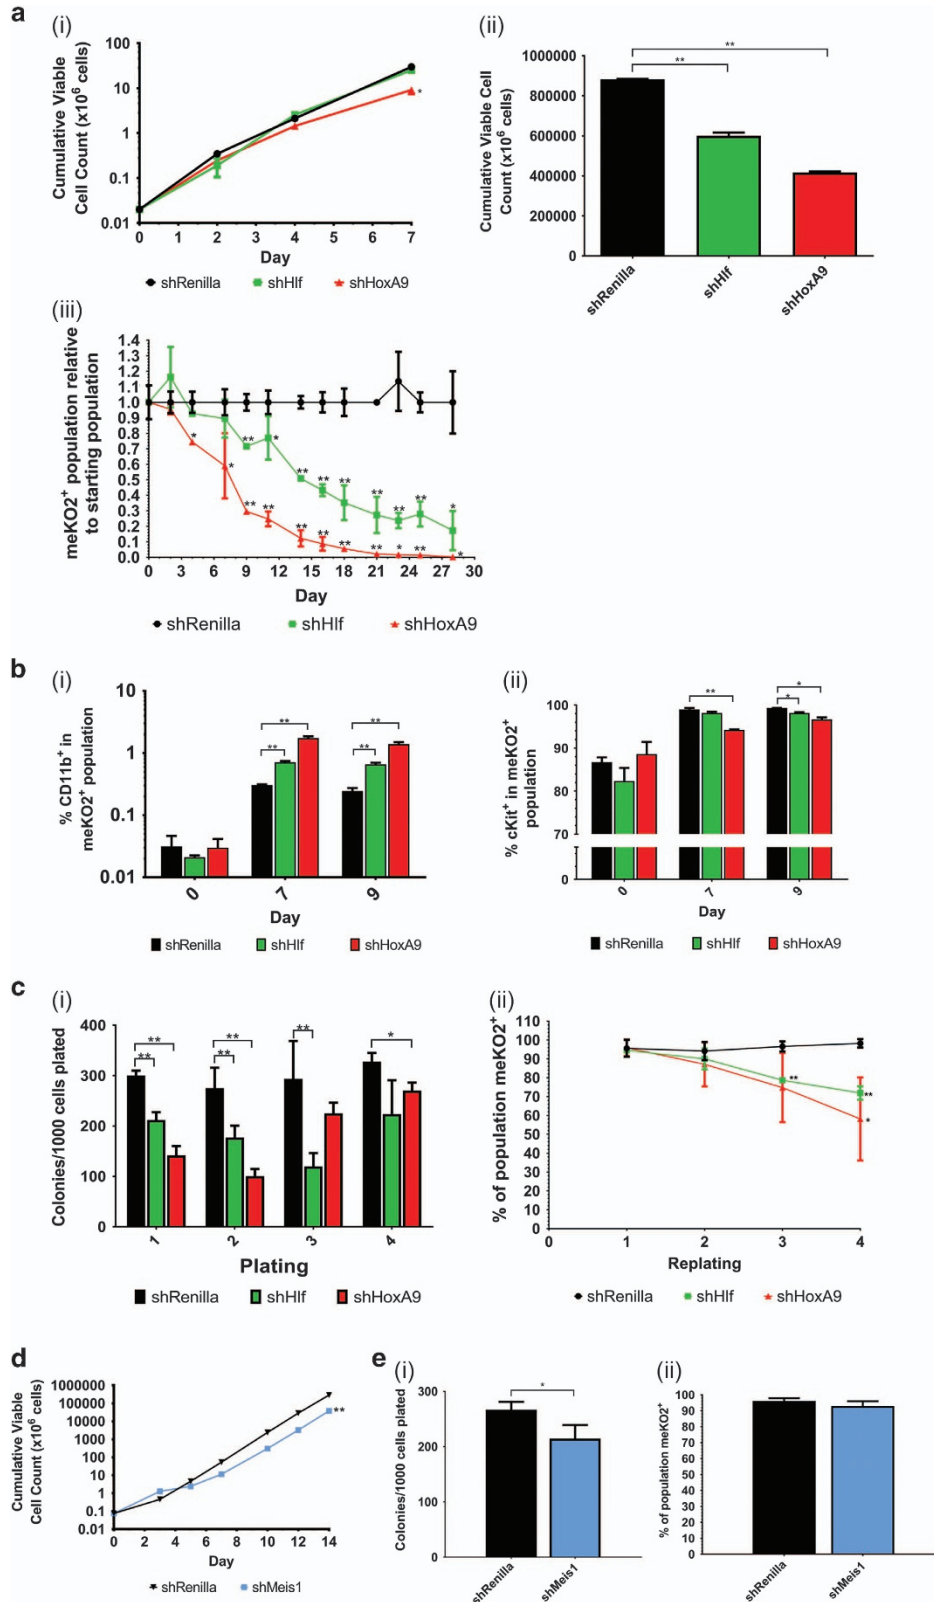 a
(i)
Cumulative Viable
Cell Count (x10⁶ cells)
100
10
1
0.1
0.01
*
0 1 2 3 4 5 6 7
Day
shRenilla shHlf shHoxA9
(ii)
Cumulative Viable Cell
Count (x10⁶ cells)
1000000
800000
600000
400000
200000
0
**
**
shRenilla
shHlf
shHoxA9
(iii)
meKO2⁺ population relative
to starting population
1.4
1.3
1.2
1.1
1.0
0.9
0.8
0.7
0.6
0.5
0.4
0.3
0.2
0.1
0.0
** * ** ** ** ** ** ** *
* * ** ** ** ** ** ** * ** *
0 3 6 9 12 15 18 21 24 27 30
Day
shRenilla shHlf shHoxA9
b
(i)
% CD11b⁺ in
meKO2⁺ population
10
1
0.1
0.01
** **
** **
0 7 9
Day
shRenilla shHlf shHoxA9
(ii)
% cKit⁺ in meKO2⁺
population
100
90
80
70
0
** *
*
0 7 9
Day
shRenilla shHlf shHoxA9
c
(i)
Colonies/1000 cells plated
400
300
200
100
0
** ** ** *
** **
1 2 3 4
Plating
shRenilla shHlf shHoxA9
(ii)
% of population meKO2⁺
110
100
90
80
70
60
50
40
30
20
10
0
** **
*
0 1 2 3 4
Replating
shRenilla shHlf shHoxA9
d
Cumulative Viable
Cell Count (x10⁶ cells)
1000000
100000
10000
1000
100
10
1
0.1
0.01
**
0 2 4 6 8 10 12 14
Day
shRenilla shMeis1
e
(i)
Colonies/1000 cells plated
300
200
100
0
*
shRenilla
shMeis1
(ii)
% of population meKO2⁺
100
90
80
70
60
50
40
30
20
10
0
shRenilla
shMeis1